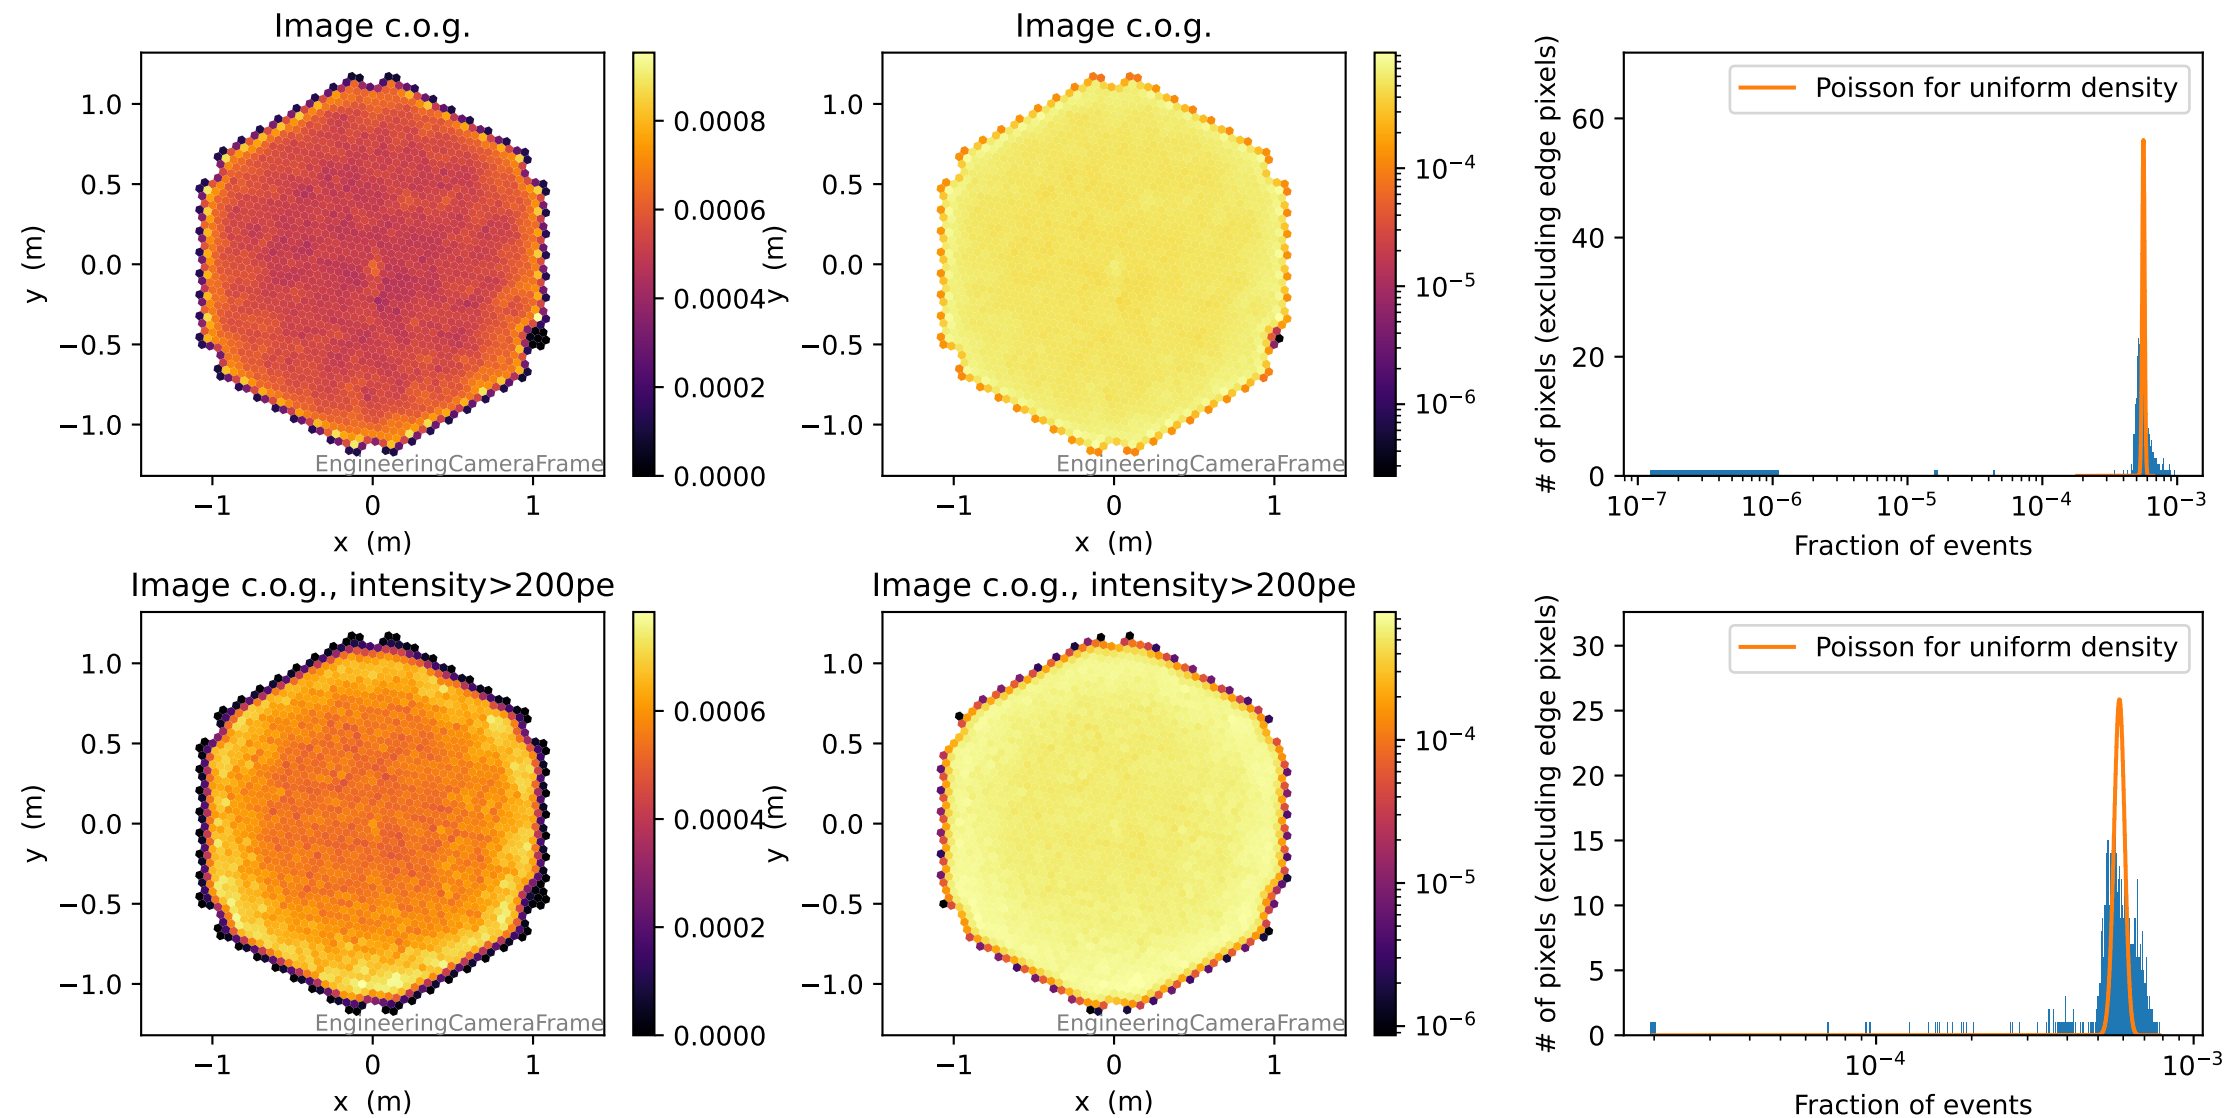 Image c.o.g.
1.0
0.5
0.0
−0.5
−1.0
y (m)
−1 0 1
x (m)
EngineeringCameraFrame
0.0008
0.0006
0.0004
0.0002
0.0000
Image c.o.g.
1.0
0.5
0.0
−0.5
−1.0
y (m)
−1 0 1
x (m)
EngineeringCameraFrame
10⁻⁴
10⁻⁵
10⁻⁶
# of pixels (excluding edge pixels)
60
40
20
0
Poisson for uniform density
10⁻⁷ 10⁻⁶ 10⁻⁵ 10⁻⁴ 10⁻³
Fraction of events
Image c.o.g., intensity>200pe
1.0
0.5
0.0
−0.5
−1.0
y (m)
−1 0 1
x (m)
EngineeringCameraFrame
0.0006
0.0004
0.0002
0.0000
Image c.o.g., intensity>200pe
1.0
0.5
0.0
−0.5
−1.0
y (m)
−1 0 1
x (m)
EngineeringCameraFrame
10⁻⁴
10⁻⁵
10⁻⁶
# of pixels (excluding edge pixels)
30
25
20
15
10
5
0
Poisson for uniform density
10⁻⁴ 10⁻³
Fraction of events